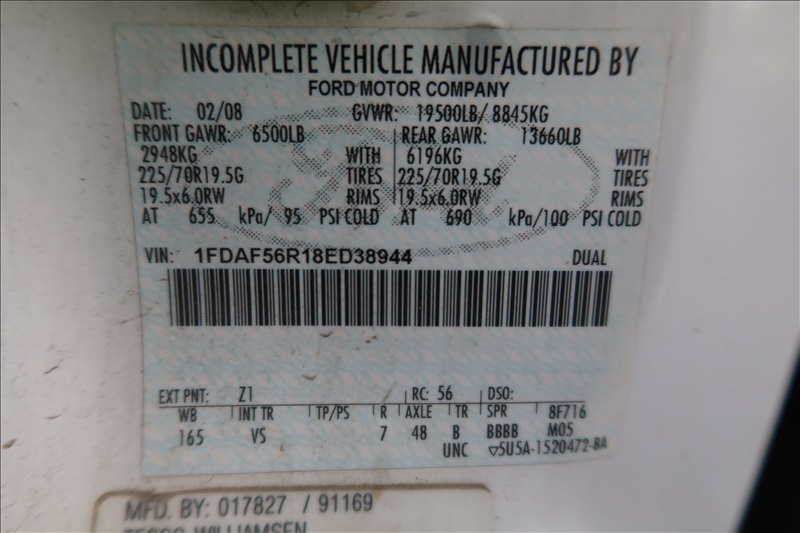 INCOMPLETE VEHICLE MANUFACTURED BY
FORD MOTOR COMPANY
DATE: 02/08 GVWR: 19500LB/ 8845KG
FRONT GAWR: 6500LB REAR GAWR: 13660LB
2948KG WITH 6196KG WITH
225/70R19.5G TIRES 225/70R19.5G TIRES
19.5x6.0RW RIMS 19.5x6.0RW RIMS
AT 655 kPa/ 95 PSI COLD AT 690 kPa/100 PSI COLD
VIN: 1FDAF56R18ED38944 DUAL
EXT PNT: Z1 RC: 56 DSO:
WB INT TR TP/PS R AXLE TR SPR 8F716
165 VS 7 48 B BBBB M05
UNC ▽5U5A-1520472-BA
MFD. BY: 017827 / 91169